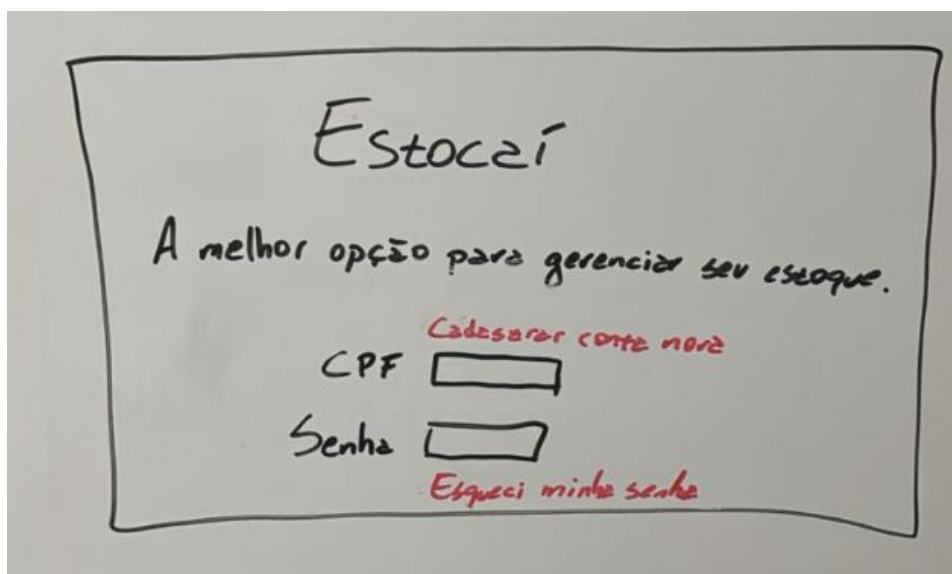 Estocaí
A melhor opção para gerenciar seu estoque.
Cadastrar conta nova
CPF
Senha
Esqueci minha senha